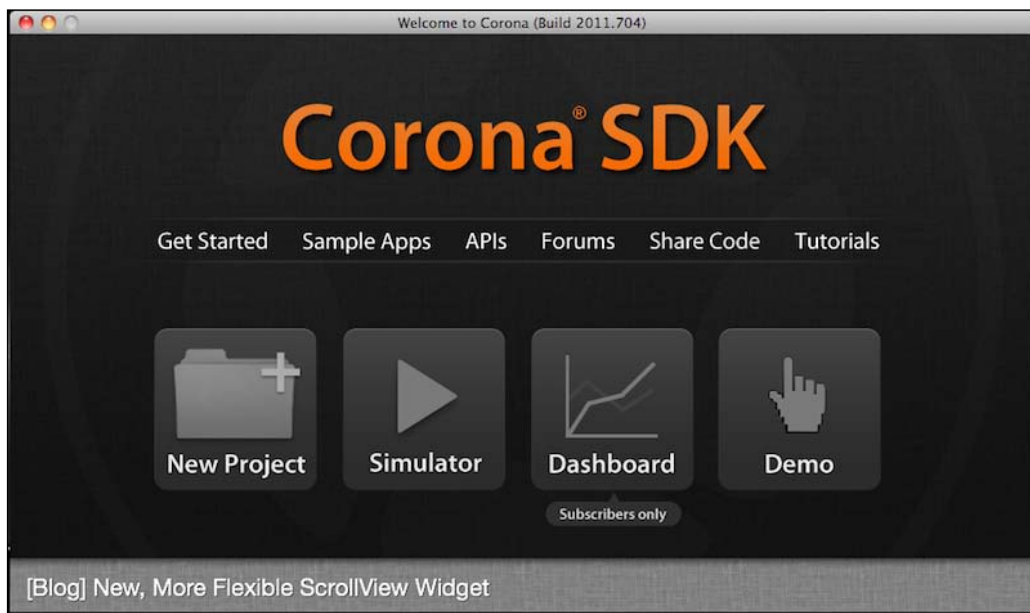 Welcome to Corona (Build 2011.704)
Corona® SDK
Get Started Sample Apps APIs Forums Share Code Tutorials
New Project Simulator Dashboard Demo
Subscribers only
[Blog] New, More Flexible ScrollView Widget